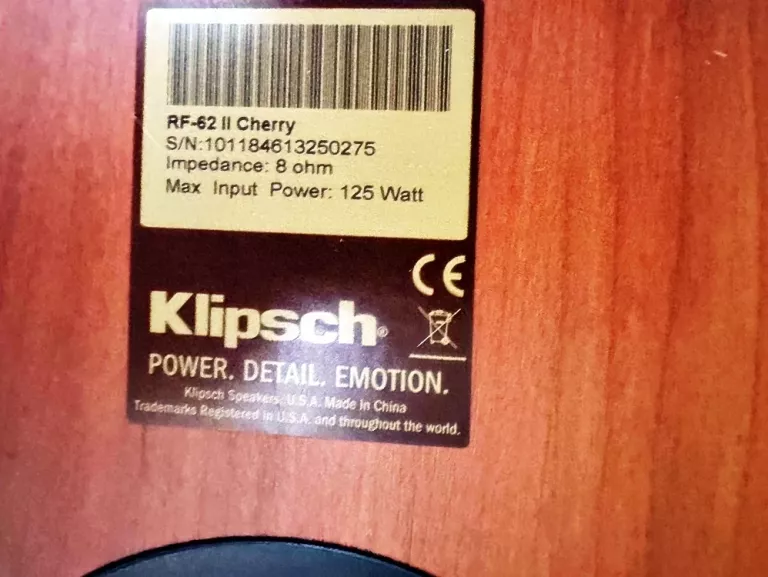 RF-62 II Cherry
S/N:101184613250275
Impedance: 8 ohm
Max Input Power: 125 Watt
CE
Klipsch®
POWER. DETAIL. EMOTION.
Klipsch Speakers, U.S.A. Made in China
Trademarks Registered in U.S.A. and throughout the world.